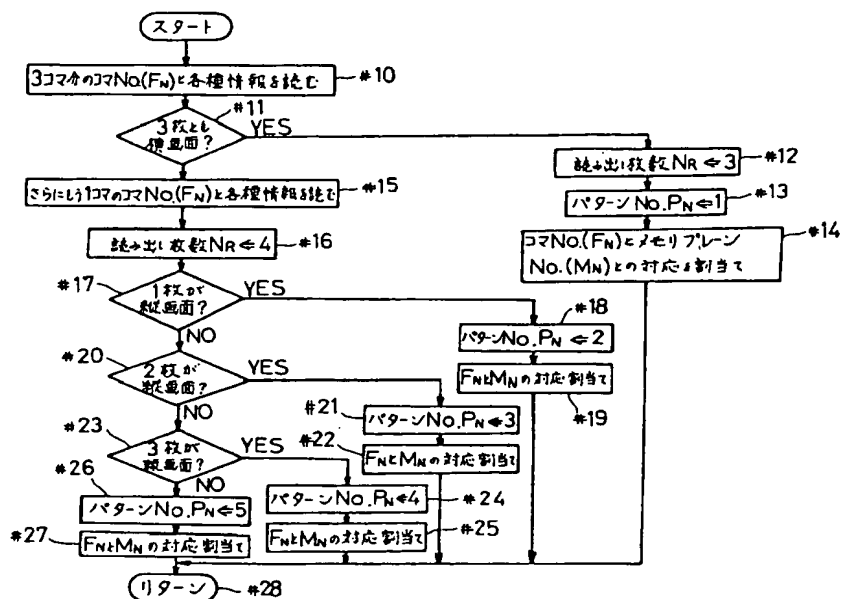 スタート
3コマ分のコマNo.(FN)と各種情報を読む
#10
#11
3枚とも
横画面?
YES
読み出し枚数NR⇐3
#12
パターンNo.PN⇐1
#13
コマNo.(FN)とメモリプレーン
No.(MN)との対応を割当て
#14
さらにもう1コマのコマNo.(FN)と各種情報を読む
#15
読み出し枚数NR⇐4
#16
#17
1枚が
縦画面?
YES
NO
#18
パターンNo.PN⇐2
FNとMNの対応割当て
#19
#20
2枚が
縦画面?
YES
NO
#21
パターンNo.PN⇐3
#22
FNとMNの対応割当て
#23
3枚が
縦画面?
YES
NO
パターンNo.PN⇐4
#24
FNとMNの対応割当て
#25
#26
パターンNo.PN⇐5
#27
FNとMNの対応割当て
リターン
#28